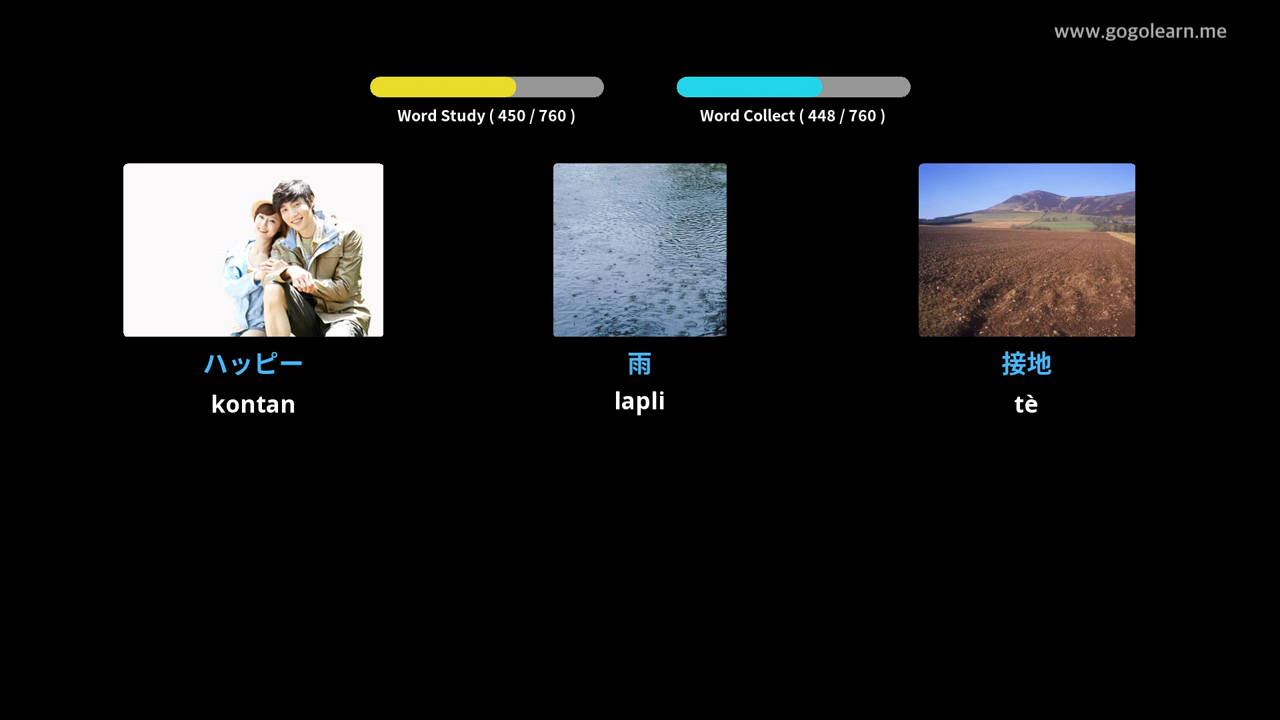 www.gogolearn.me
Word Study ( 450 / 760 )
Word Collect ( 448 / 760 )
ハッピー
雨
接地
kontan
lapli
tè